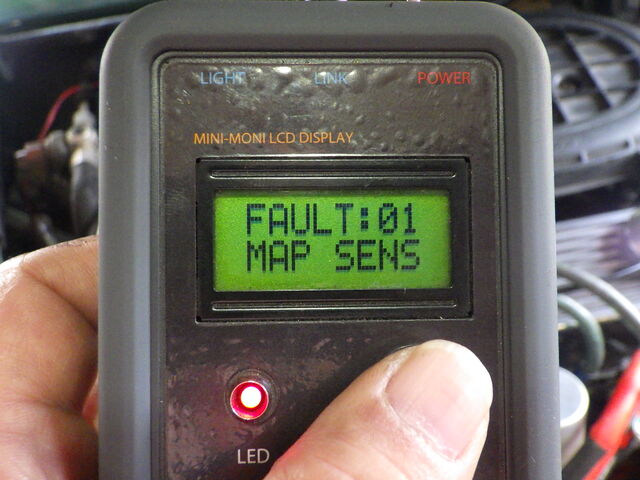 LIGHT LINK POWER
MINI-MONI LCD DISPLAY
FAULT:01
MAP SENS
LED